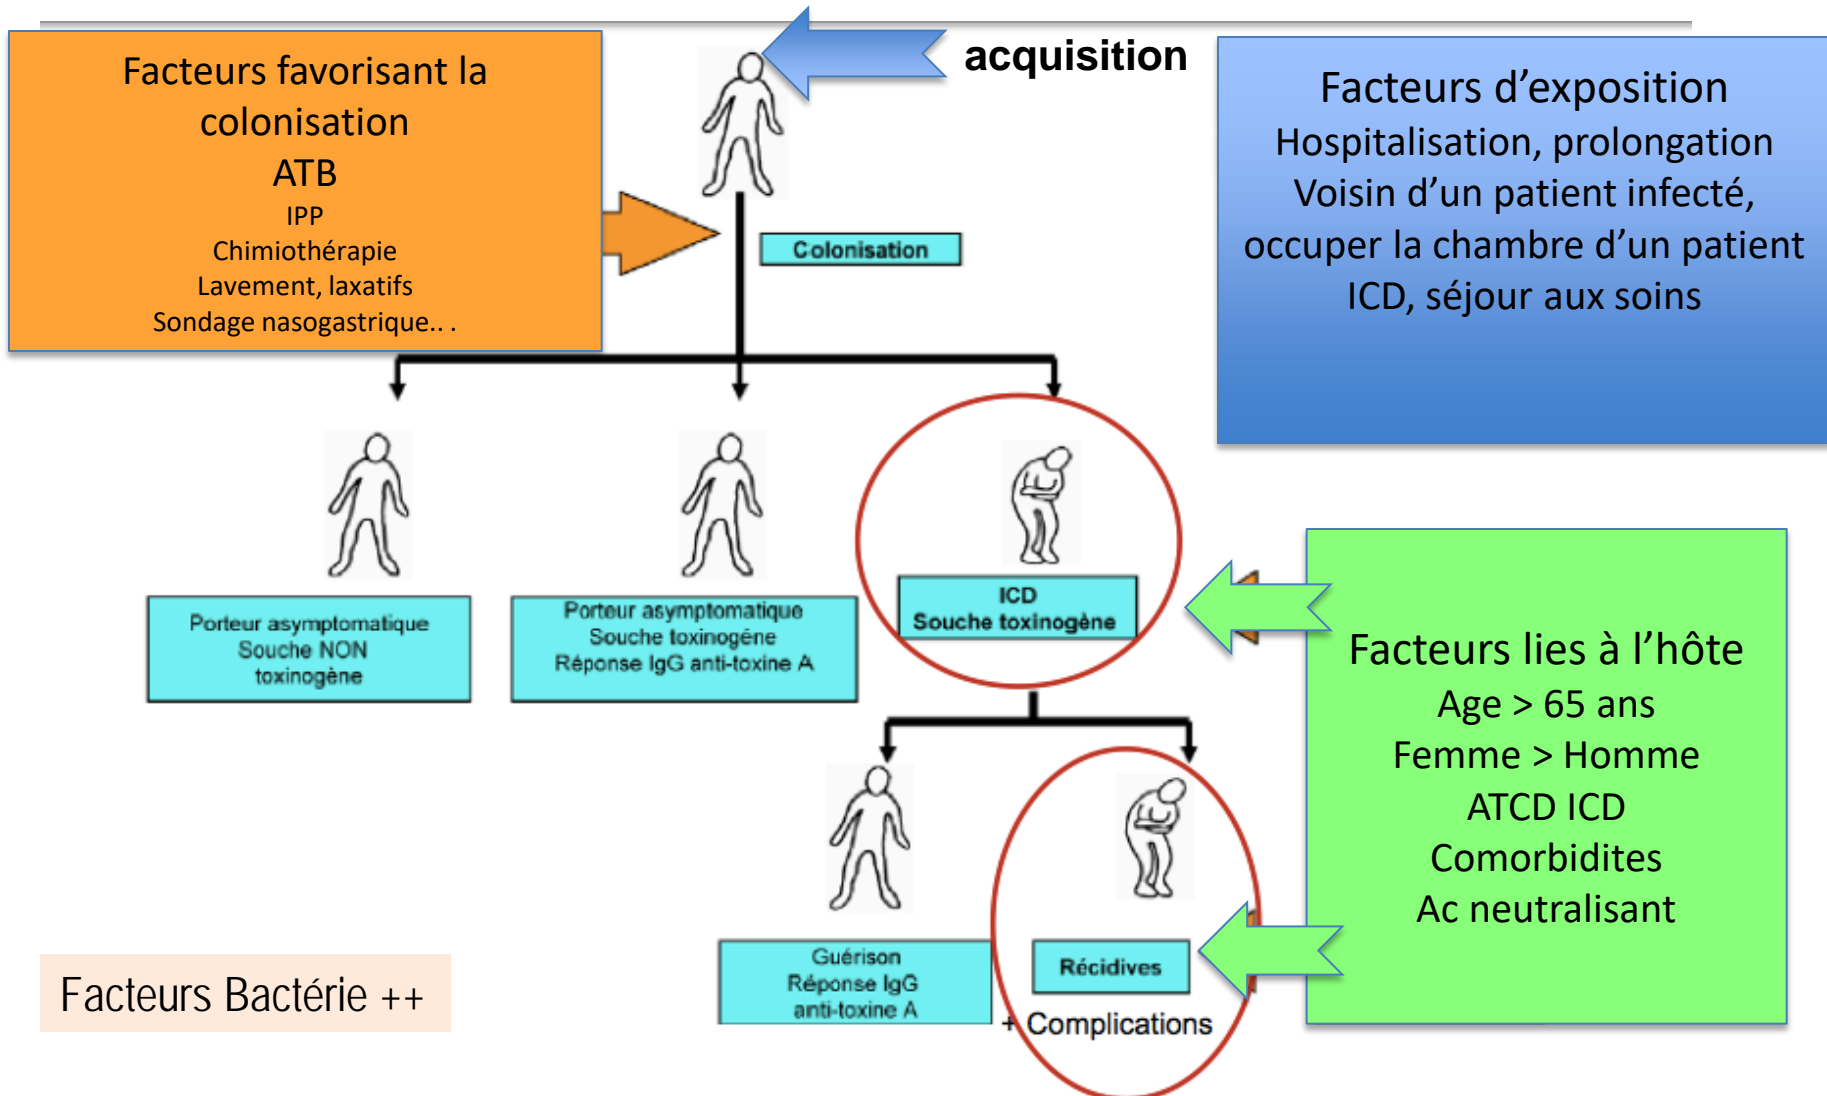 acquisition
Facteurs favorisant la
colonisation
ATB
IPP
Chimiothérapie
Lavement, laxatifs
Sondage nasogastrique.. .
Facteurs d’exposition
Hospitalisation, prolongation
Voisin d’un patient infecté,
occuper la chambre d’un patient
ICD, séjour aux soins
Colonisation
Porteur asymptomatique
Souche NON
toxinogène
Porteur asymptomatique
Souche toxinogène
Réponse IgG anti-toxine A
ICD
Souche toxinogène
Facteurs lies à l’hôte
Age > 65 ans
Femme > Homme
ATCD ICD
Comorbidites
Ac neutralisant
Guérison
Réponse IgG
anti-toxine A
Récidives
+ Complications
Facteurs Bactérie ++